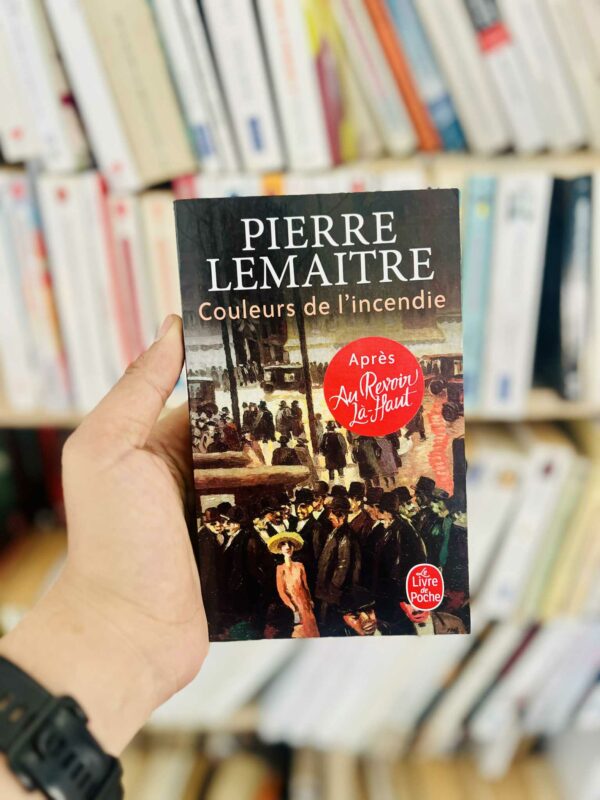 PIERRE
LEMAITRE
Couleurs de l'incendie
Après
Au Revoir
Là-Haut
Le
Livre
de
Poche